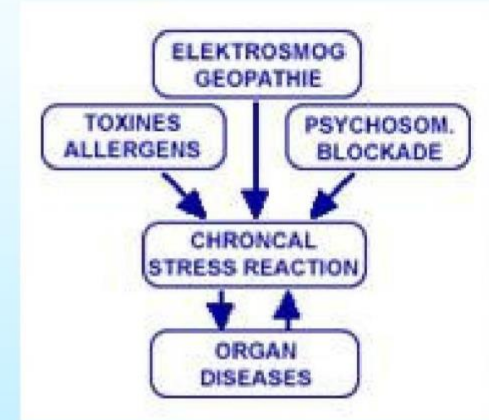 ELEKTROSMOG
GEOPATHIE
TOXINES
ALLERGENS
PSYCHOSOM.
BLOCKADE
CHRONCAL
STRESS REACTION
ORGAN
DISEASES